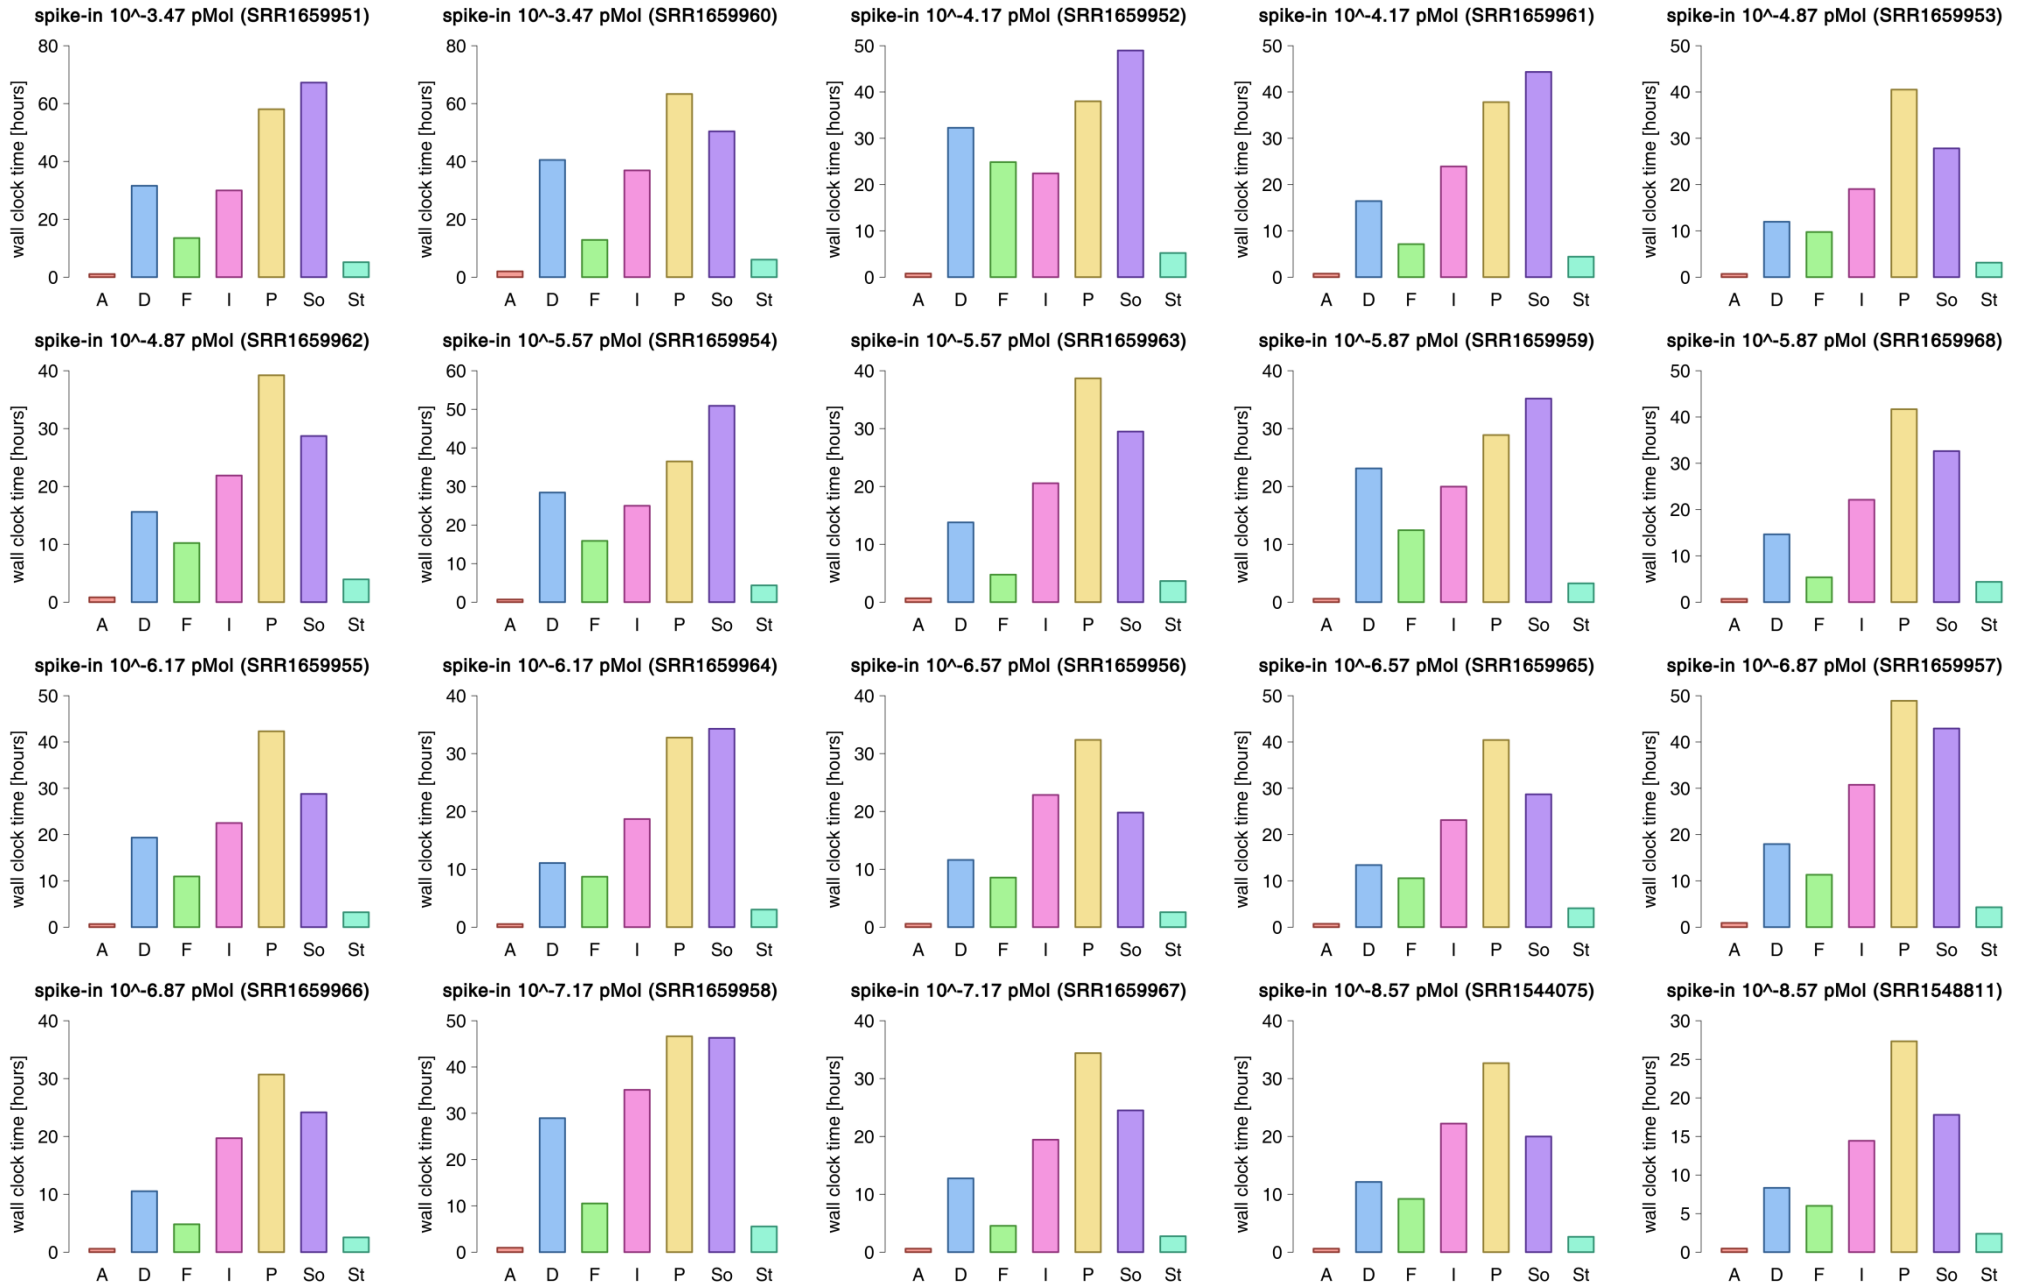 spike-in 10^-3.47 pMol (SRR1659951)
wall clock time [hours]
80
60
40
20
0
A D F I P So St
spike-in 10^-3.47 pMol (SRR1659960)
wall clock time [hours]
80
60
40
20
0
A D F I P So St
spike-in 10^-4.17 pMol (SRR1659952)
wall clock time [hours]
50
40
30
20
10
0
A D F I P So St
spike-in 10^-4.17 pMol (SRR1659961)
wall clock time [hours]
50
40
30
20
10
0
A D F I P So St
spike-in 10^-4.87 pMol (SRR1659953)
wall clock time [hours]
50
40
30
20
10
0
A D F I P So St
spike-in 10^-4.87 pMol (SRR1659962)
wall clock time [hours]
40
30
20
10
0
A D F I P So St
spike-in 10^-5.57 pMol (SRR1659954)
wall clock time [hours]
60
50
40
30
20
10
0
A D F I P So St
spike-in 10^-5.57 pMol (SRR1659963)
wall clock time [hours]
40
30
20
10
0
A D F I P So St
spike-in 10^-5.87 pMol (SRR1659959)
wall clock time [hours]
40
30
20
10
0
A D F I P So St
spike-in 10^-5.87 pMol (SRR1659968)
wall clock time [hours]
50
40
30
20
10
0
A D F I P So St
spike-in 10^-6.17 pMol (SRR1659955)
wall clock time [hours]
50
40
30
20
10
0
A D F I P So St
spike-in 10^-6.17 pMol (SRR1659964)
wall clock time [hours]
40
30
20
10
0
A D F I P So St
spike-in 10^-6.57 pMol (SRR1659956)
wall clock time [hours]
40
30
20
10
0
A D F I P So St
spike-in 10^-6.57 pMol (SRR1659965)
wall clock time [hours]
50
40
30
20
10
0
A D F I P So St
spike-in 10^-6.87 pMol (SRR1659957)
wall clock time [hours]
50
40
30
20
10
0
A D F I P So St
spike-in 10^-6.87 pMol (SRR1659966)
wall clock time [hours]
40
30
20
10
0
A D F I P So St
spike-in 10^-7.17 pMol (SRR1659958)
wall clock time [hours]
50
40
30
20
10
0
A D F I P So St
spike-in 10^-7.17 pMol (SRR1659967)
wall clock time [hours]
40
30
20
10
0
A D F I P So St
spike-in 10^-8.57 pMol (SRR1544075)
wall clock time [hours]
40
30
20
10
0
A D F I P So St
spike-in 10^-8.57 pMol (SRR1548811)
wall clock time [hours]
30
25
20
15
10
5
0
A D F I P So St